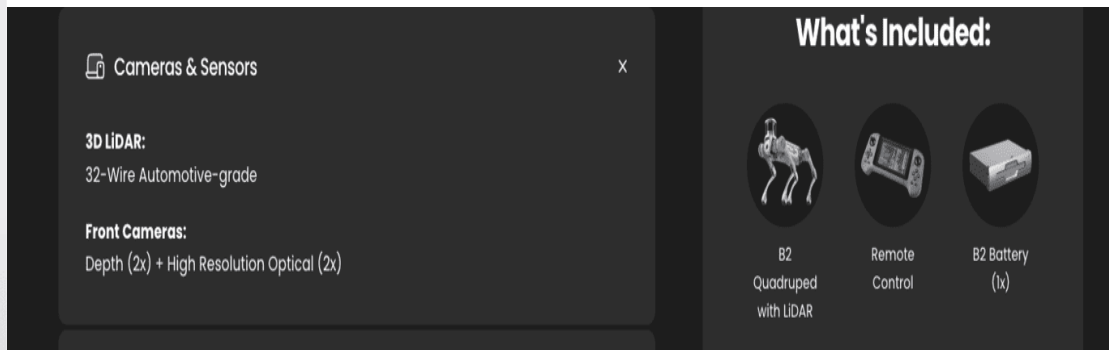 Cameras & Sensors
X
3D LiDAR:
32-Wire Automotive-grade
Front Cameras:
Depth (2x) + High Resolution Optical (2x)
What's Included:
B2
Quadruped
with LiDAR
Remote
Control
B2 Battery
(1x)